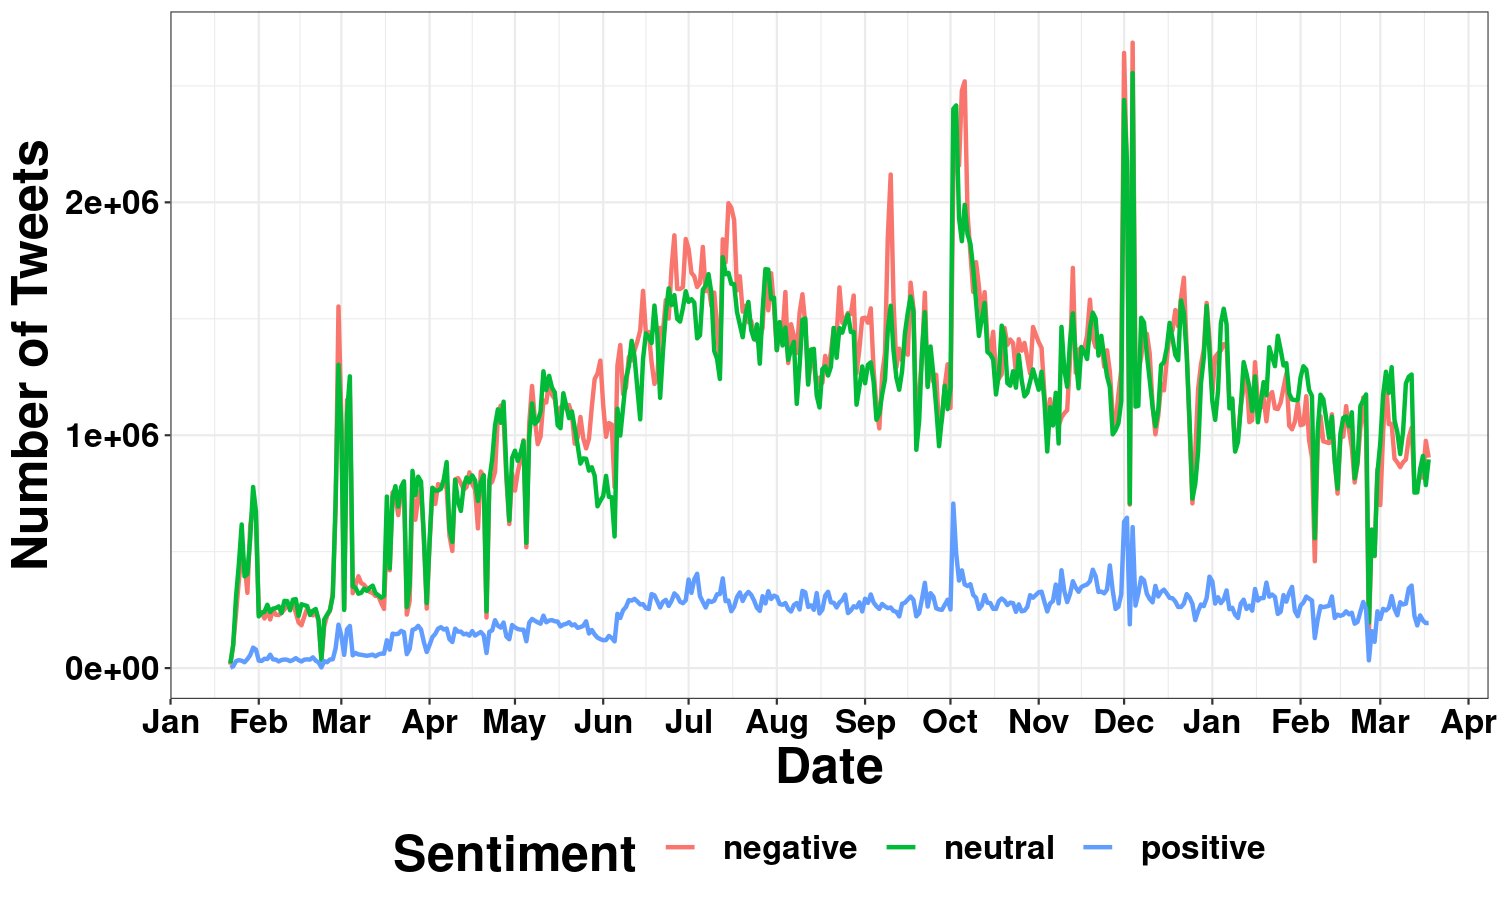 Number of Tweets
2e+06
1e+06
0e+00
Jan Feb Mar Apr May Jun Jul Aug Sep Oct Nov Dec Jan Feb Mar Apr
Date
Sentiment negative neutral positive